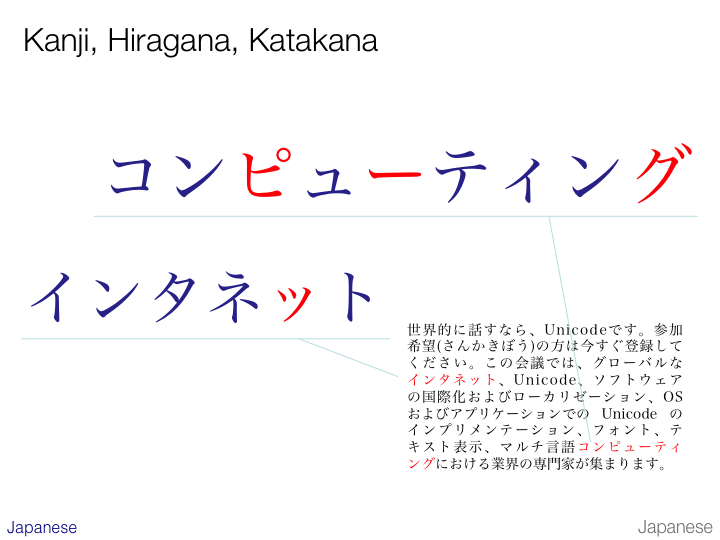 Kanji, Hiragana, Katakana
コンピューティング
インタネット
世界的に話すなら、Unicodeです。参加
希望(さんかきぼう)の方は今すぐ登録して
ください。この会議では、グローバルな
インタネット、Unicode、ソフトウェア
の国際化およびローカリゼーション、OS
およびアプリケーションでの Unicode の
インプリメンテーション、フォント、テ
キスト表示、マルチ言語コンピューティ
ングにおける業界の専門家が集まります。
Japanese
Japanese